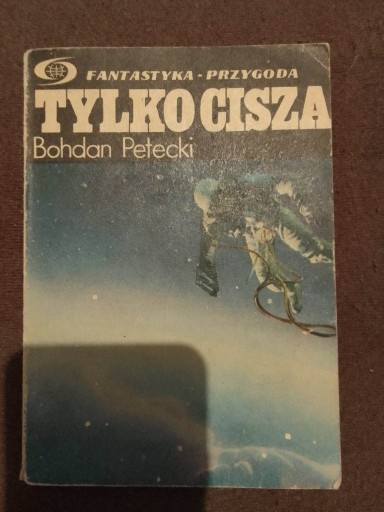 FANTASTYKA - PRZYGODA
TYLKO CISZA
Bohdan Petecki